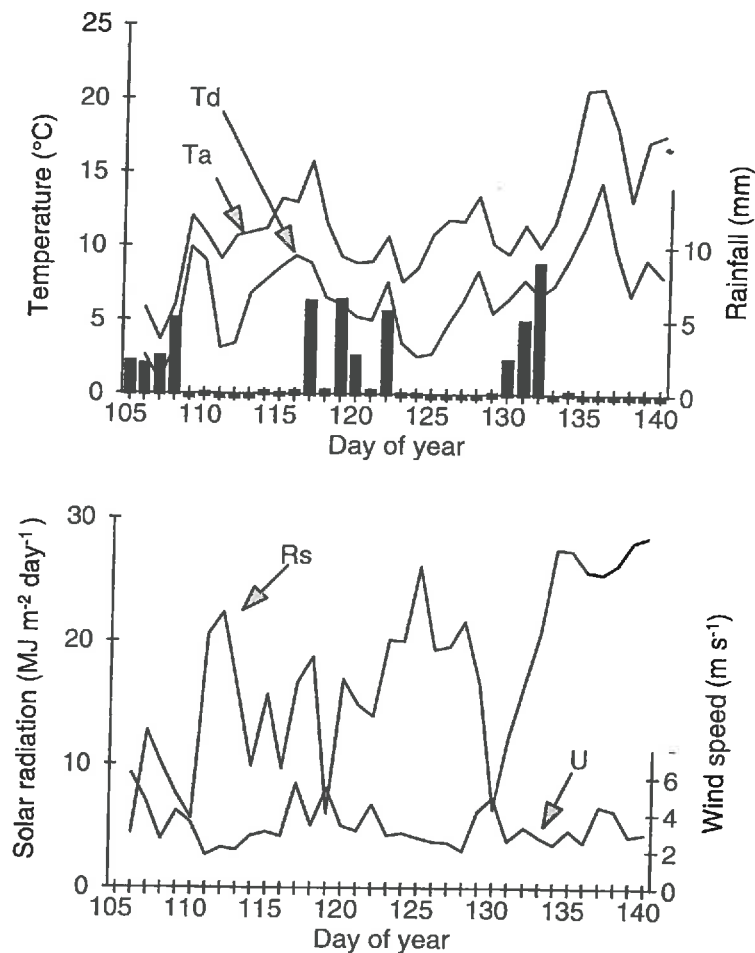 25
20
15
10
5
0
Temperature (°C)
Td
Ta
10
5
0
Rainfall (mm)
105 110 115 120 125 130 135 140
Day of year
30
20
10
0
Solar radiation (MJ m⁻² day⁻¹)
Rs
U
6
4
2
0
Wind speed (m s⁻¹)
105 110 115 120 125 130 135 140
Day of year